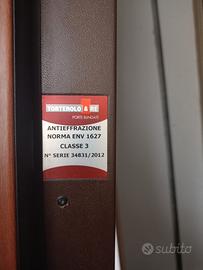 TORTEROLO & RE
PORTE BLINDATE
ANTIEFFRAZIONE
NORMA ENV 1627
CLASSE 3
N° SERIE 34831/2012
subito